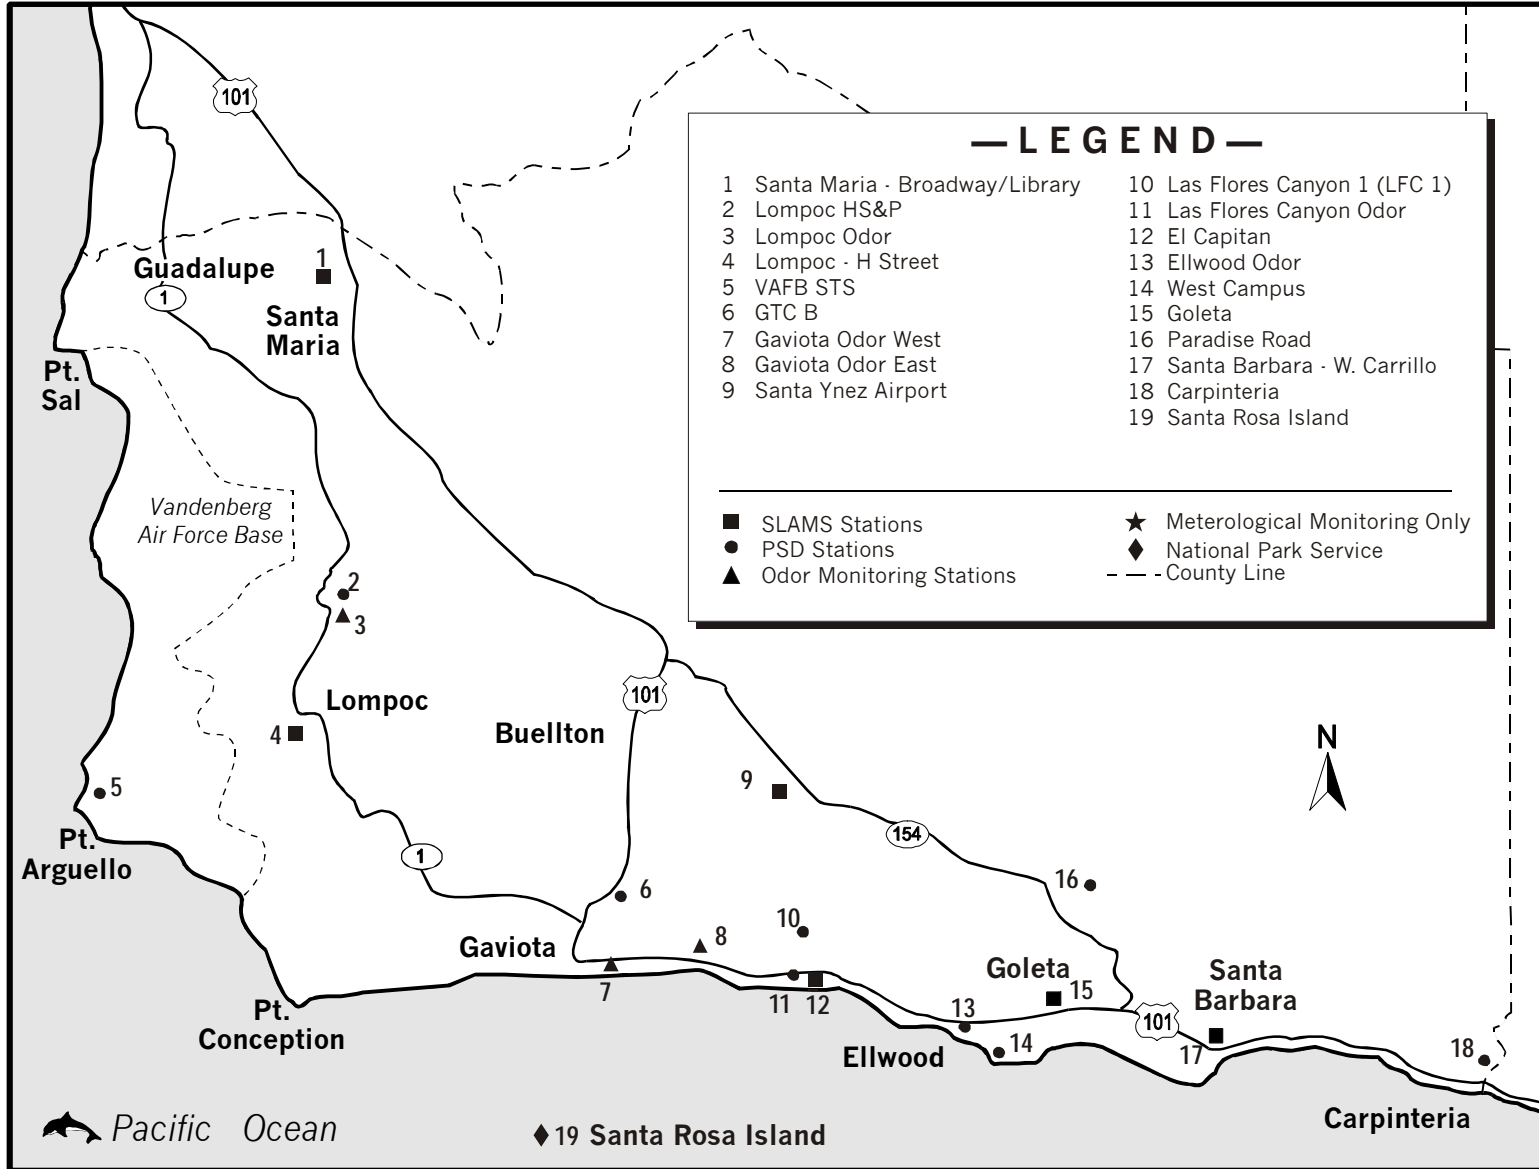 101
— LEGEND —
1 Santa Maria - Broadway/Library
2 Lompoc HS&P
3 Lompoc Odor
4 Lompoc - H Street
5 VAFB STS
6 GTC B
7 Gaviota Odor West
8 Gaviota Odor East
9 Santa Ynez Airport
10 Las Flores Canyon 1 (LFC 1)
11 Las Flores Canyon Odor
12 El Capitan
13 Ellwood Odor
14 West Campus
15 Goleta
16 Paradise Road
17 Santa Barbara - W. Carrillo
18 Carpinteria
19 Santa Rosa Island
SLAMS Stations
PSD Stations
Odor Monitoring Stations
Meterological Monitoring Only
National Park Service
County Line
Guadalupe
1
1
Santa
Maria
Pt.
Sal
Vandenberg
Air Force Base
2
3
Lompoc
4
101
Buellton
5
Pt.
Arguello
9
154
N
1
6
16
Gaviota
7
8
10
11
12
Goleta
15
Santa
Barbara
13
14
Ellwood
101
17
18
Pt.
Conception
Carpinteria
Pacific Ocean
19 Santa Rosa Island